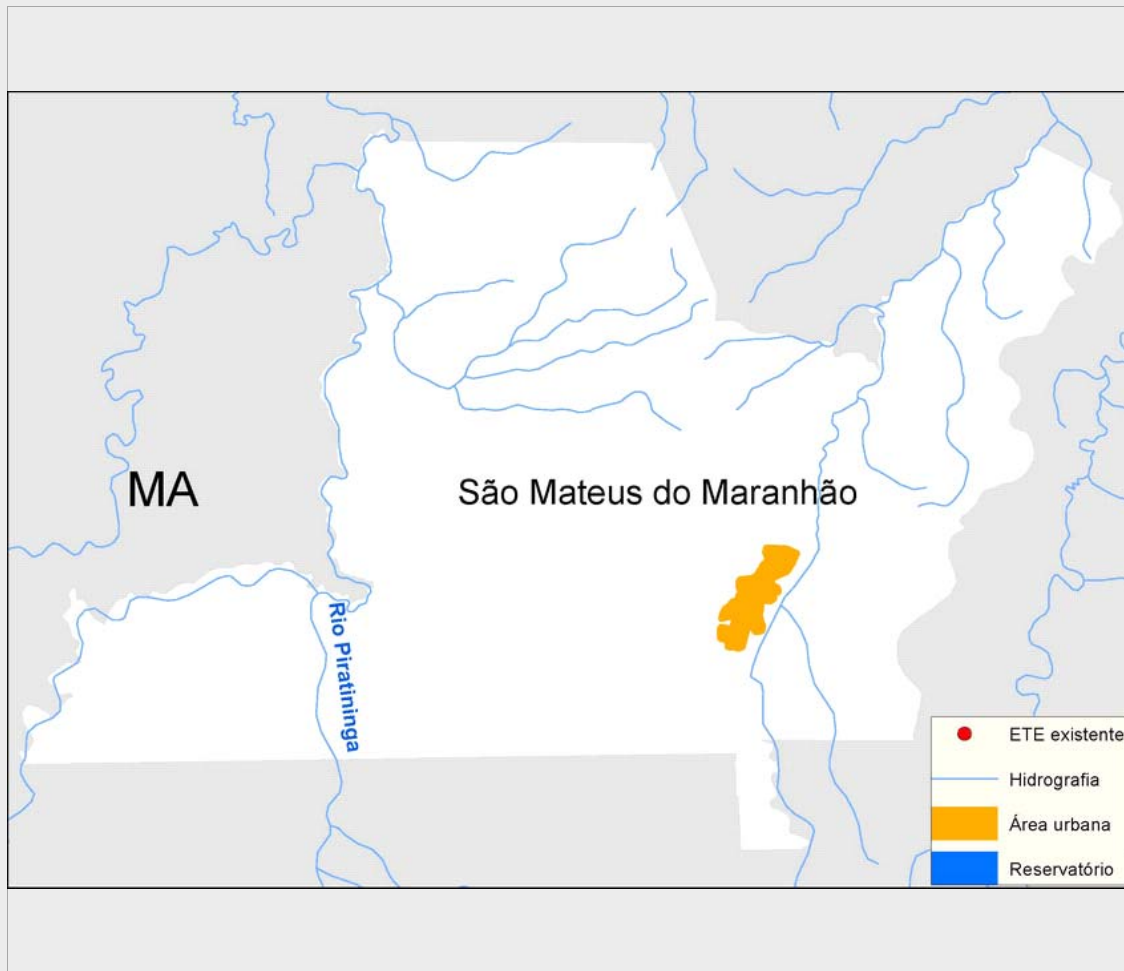 MA
São Mateus do Maranhão
Rio Piratininga
ETE existente
Hidrografia
Área urbana
Reservatório